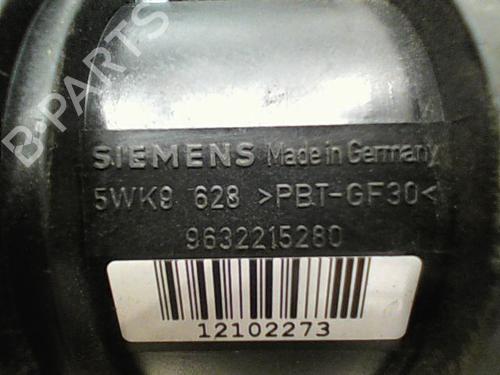 B-PARTS
SIEMENS Made in Germany
5WK9 628 >PBT-GF30<
9632215280
12102273